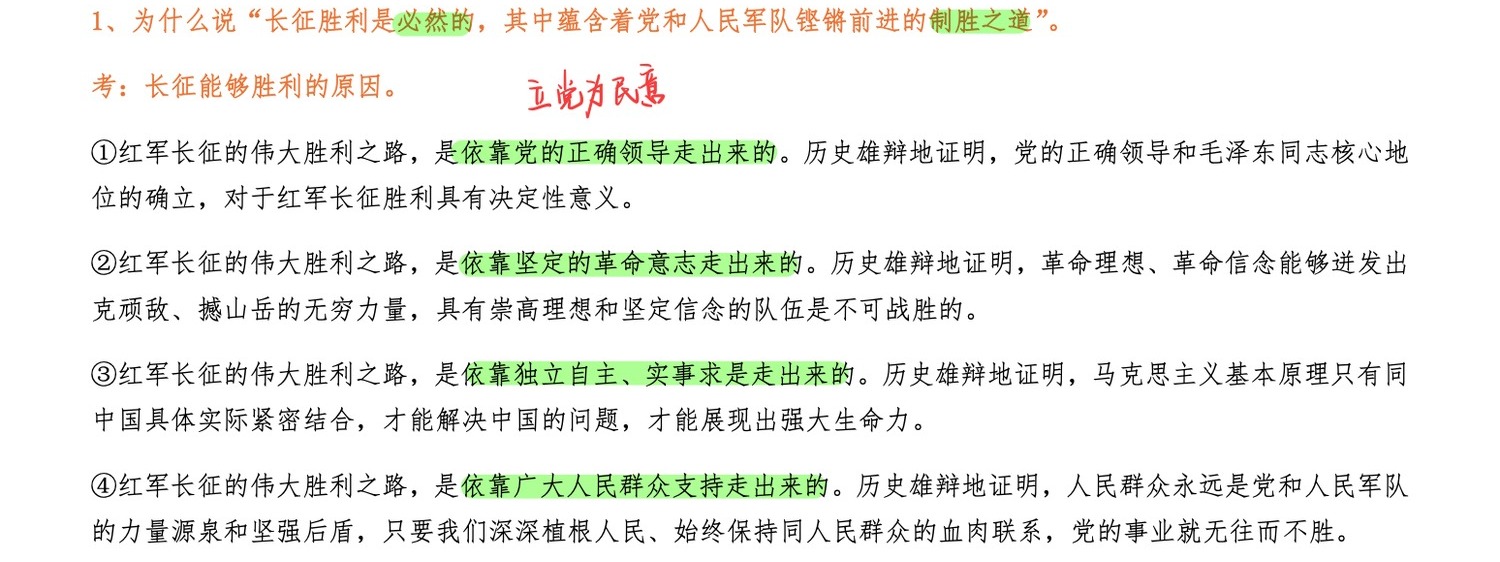 1、为什么说“长征胜利是必然的，其中蕴含着党和人民军队铿锵前进的制胜之道”。
考：长征能够胜利的原因。
立党为民意
①红军长征的伟大胜利之路，是依靠党的正确领导走出来的。历史雄辩地证明，党的正确领导和毛泽东同志核心地
位的确立，对于红军长征胜利具有决定性意义。
②红军长征的伟大胜利之路，是依靠坚定的革命意志走出来的。历史雄辩地证明，革命理想、革命信念能够迸发出
克顽敌、撼山岳的无穷力量，具有崇高理想和坚定信念的队伍是不可战胜的。
③红军长征的伟大胜利之路，是依靠独立自主、实事求是走出来的。历史雄辩地证明，马克思主义基本原理只有同
中国具体实际紧密结合，才能解决中国的问题，才能展现出强大生命力。
④红军长征的伟大胜利之路，是依靠广大人民群众支持走出来的。历史雄辩地证明，人民群众永远是党和人民军队
的力量源泉和坚强后盾，只要我们深深植根人民、始终保持同人民群众的血肉联系，党的事业就无往而不胜。